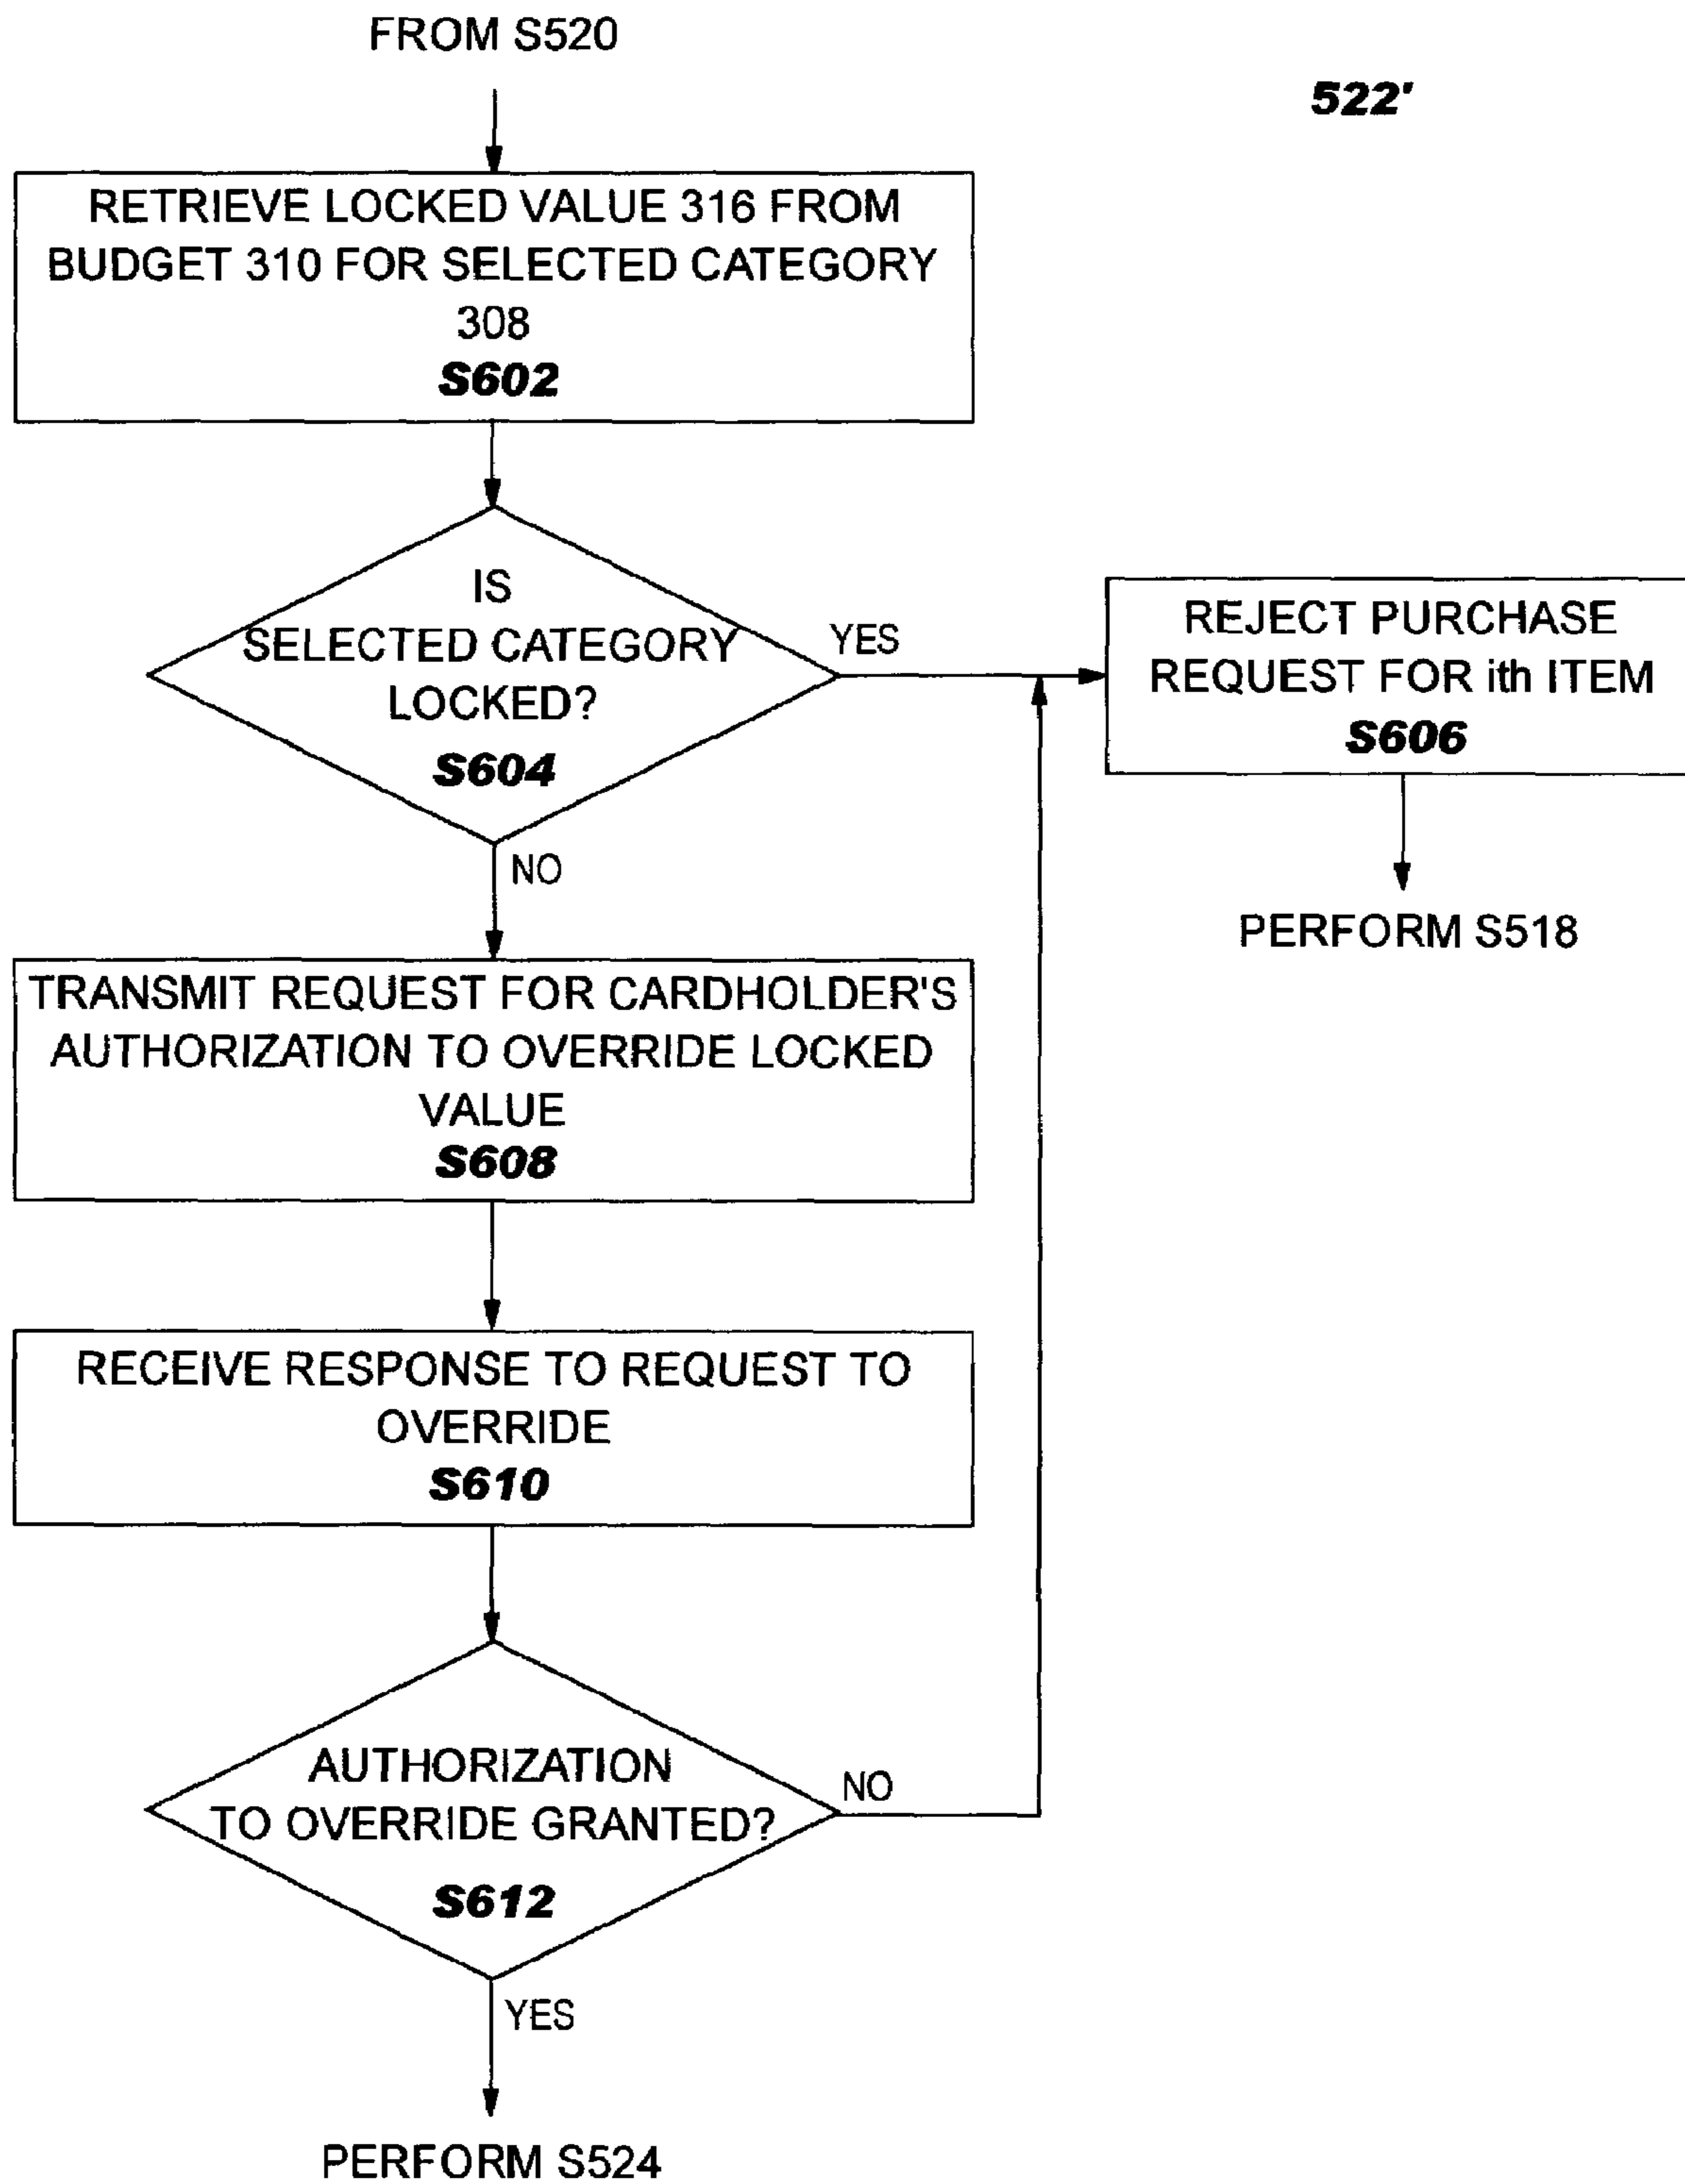 FROM S520
522'
RETRIEVE LOCKED VALUE 316 FROM
BUDGET 310 FOR SELECTED CATEGORY
308
S602
IS
SELECTED CATEGORY
LOCKED?
S604
YES
REJECT PURCHASE
REQUEST FOR ith ITEM
S606
NO
PERFORM S518
TRANSMIT REQUEST FOR CARDHOLDER'S
AUTHORIZATION TO OVERRIDE LOCKED
VALUE
S608
RECEIVE RESPONSE TO REQUEST TO
OVERRIDE
S610
AUTHORIZATION
TO OVERRIDE GRANTED?
S612
NO
YES
PERFORM S524